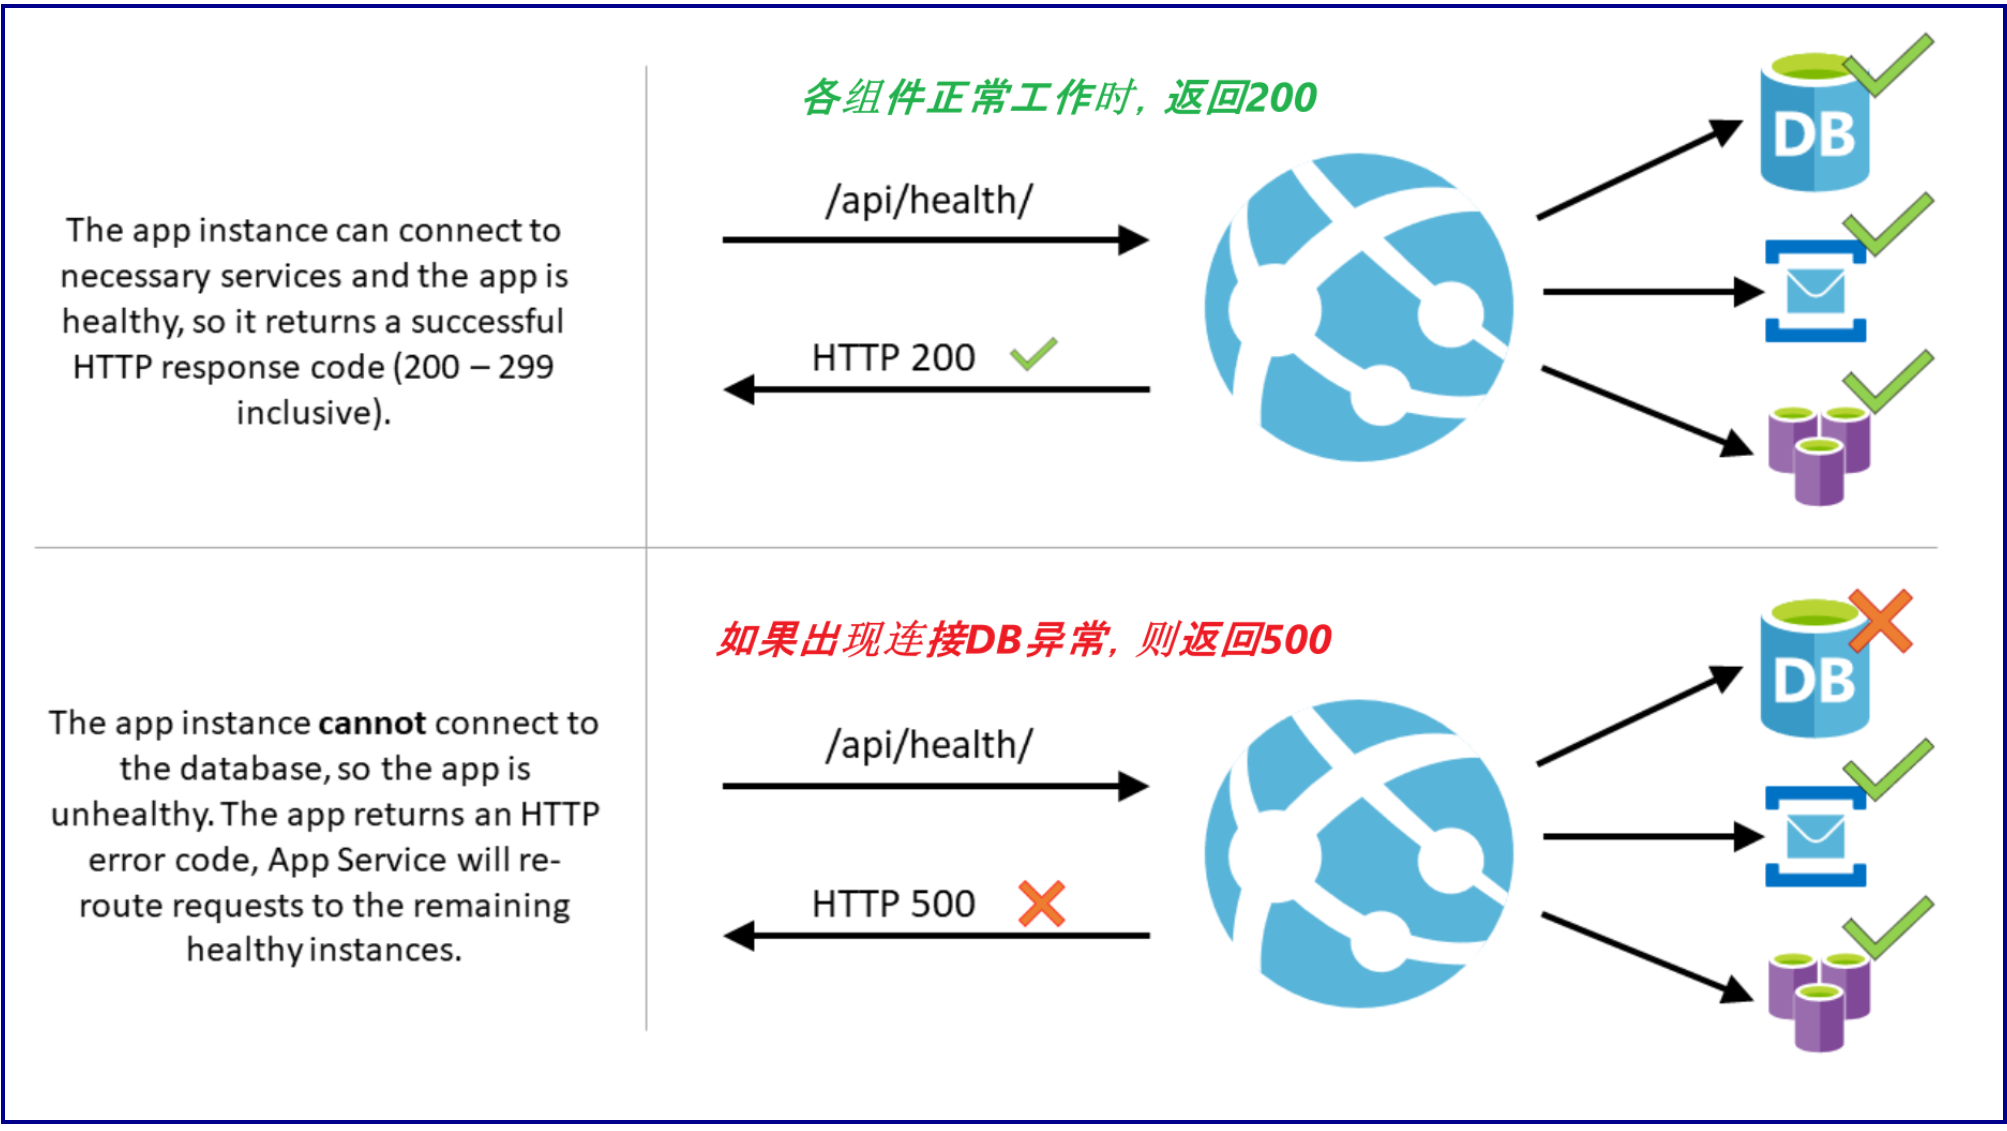 各组件正常工作时, 返回200
The app instance can connect to
necessary services and the app is
healthy, so it returns a successful
HTTP response code (200 – 299
inclusive).
/api/health/
HTTP 200
DB
如果出现连接DB异常, 则返回500
The app instance cannot connect to
the database, so the app is
unhealthy. The app returns an HTTP
error code, App Service will re-
route requests to the remaining
healthy instances.
/api/health/
HTTP 500
DB